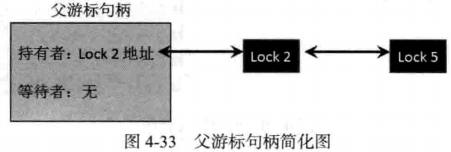 父游标句柄
持有者：Lock 2 地址
等待者：无
Lock 2
Lock 5
图 4-33 父游标句柄简化图